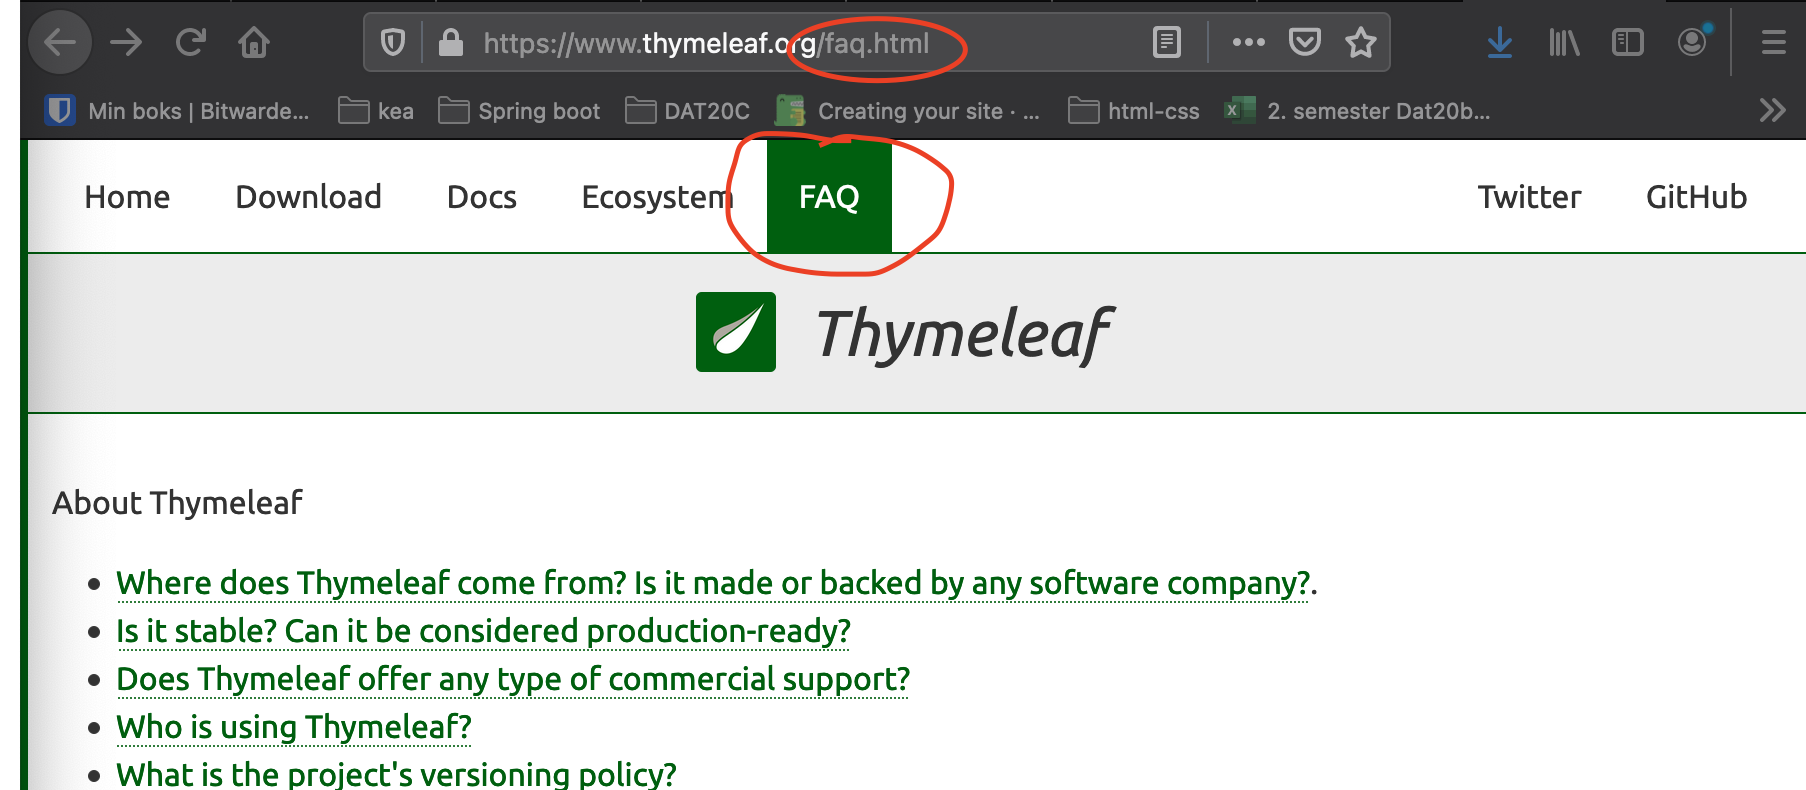 https://www.thymeleaf.org/faq.html
Min boks | Bitwarde... kea Spring boot DAT20C Creating your site · ... html-css 2. semester Dat20b...
Home Download Docs Ecosystem FAQ Twitter GitHub
Thymeleaf
About Thymeleaf
Where does Thymeleaf come from? Is it made or backed by any software company?.
Is it stable? Can it be considered production-ready?
Does Thymeleaf offer any type of commercial support?
Who is using Thymeleaf?
What is the project's versioning policy?